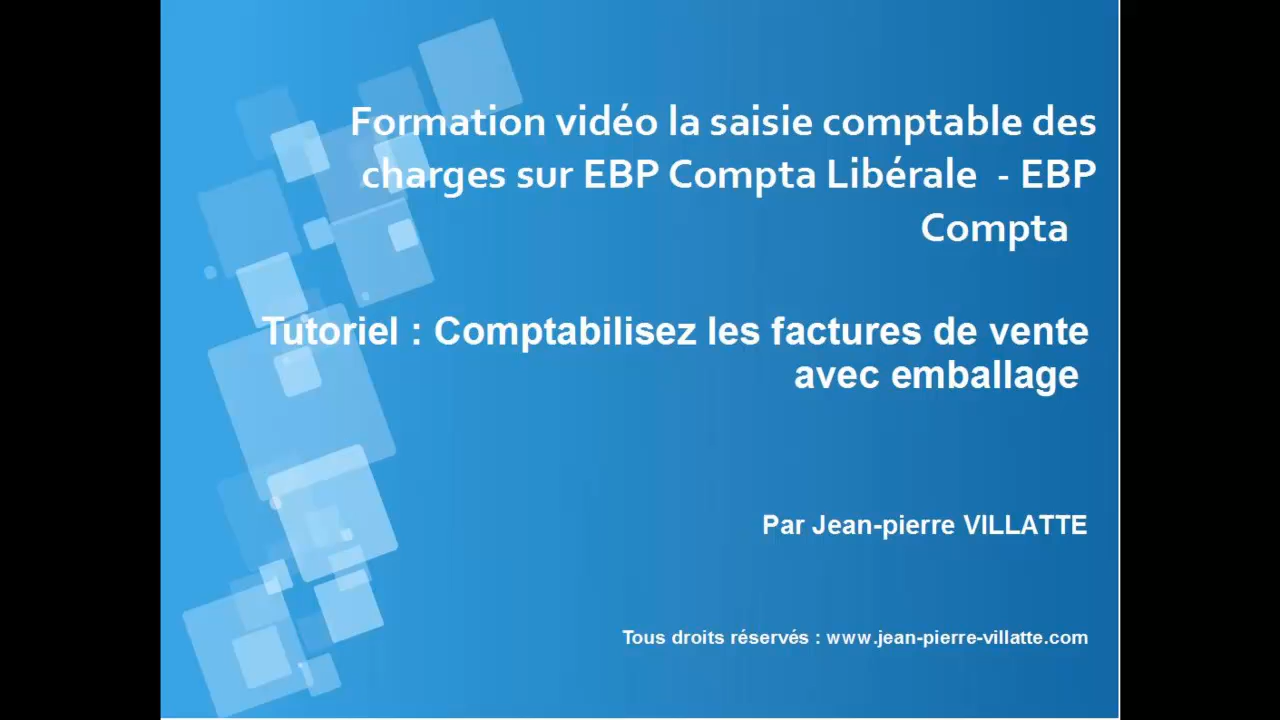 Formation vidéo la saisie comptable des
charges sur EBP Compta Libérale - EBP
Compta
Tutoriel : Comptabilisez les factures de vente
avec emballage
Par Jean-pierre VILLATTE
Tous droits réservés : www.jean-pierre-villatte.com